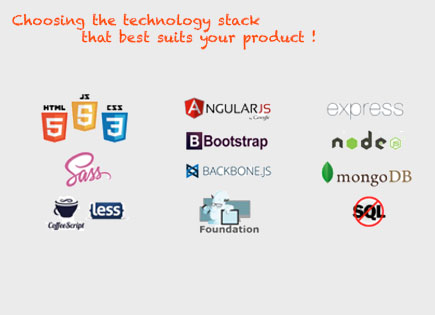 Choosing the technology stack
that best suits your product !
HTML JS CSS
5 5 3
ANGULARJS
by Google
express
Bootstrap
node JS
Sass
BACKBONE.JS
mongoDB
CoffeeScript
less
Foundation
SQL